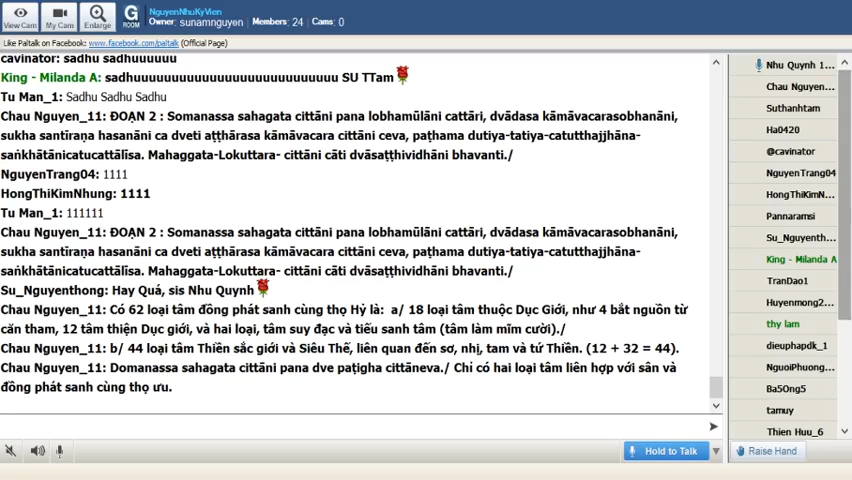 View Cam
My Cam
Enlarge
G
ROOM
NguyenNhuKyVien
Owner: sunamnguyen Members: 24 Cams: 0
Like Paltalk on Facebook: www.facebook.com/paltalk (Official Page)
cavinator: sadhu sadhuuuuuu
King - Milanda A: sadhuuuuuuuuuuuuuuuuuuuuuuuuuuu SU TTam
Tu Man_1: Sadhu Sadhu Sadhu
Chau Nguyen_11: ĐOẠN 2 : Somanassa sahagata cittāni pana lobhamūlāni cattāri, dvādasa kāmāvacarasobhanāni,
sukha santīraṇa hasanāni ca dveti aṭṭhārasa kāmāvacara cittāni ceva, paṭhama dutiya-tatiya-catutthajjhāna-
saṅkhātānicatucattālīsa. Mahaggata-Lokuttara- cittāni cāti dvāsaṭṭhividhāni bhavanti./
NguyenTrang04: 1111
HongThiKimNhung: 1111
Tu Man_1: 111111
Chau Nguyen_11: ĐOẠN 2 : Somanassa sahagata cittāni pana lobhamūlāni cattāri, dvādasa kāmāvacarasobhanāni,
sukha santīraṇa hasanāni ca dveti aṭṭhārasa kāmāvacara cittāni ceva, paṭhama dutiya-tatiya-catutthajjhāna-
saṅkhātānicatucattālīsa. Mahaggata-Lokuttara- cittāni cāti dvāsaṭṭhividhāni bhavanti./
Su_Nguyenthong: Hay Quá, sis Nhu Quynh
Chau Nguyen_11: Có 62 loại tâm đồng phát sanh cùng thọ Hỷ là: a/ 18 loại tâm thuộc Dục Giới, như 4 bắt nguồn từ
căn tham, 12 tâm thiện Dục giới, và hai loại, tâm suy đạc và tiếu sanh tâm (tâm làm mĩm cười)./
Chau Nguyen_11: b/ 44 loại tâm Thiền sắc giới và Siêu Thế, liên quan đến sơ, nhị, tam và tứ Thiền. (12 + 32 = 44).
Chau Nguyen_11: Domanassa sahagata cittāni pana dve paṭigha cittāneva./ Chỉ có hai loại tâm liên hợp với sân và
đồng phát sanh cùng thọ ưu.
Nhu Quynh 1...
Chau Nguyen...
Suthanhtam
Ha0420
@cavinator
NguyenTrang04
HongThiKimN...
Pannaramsi
Su_Nguyenth...
King - Milanda A
TranDao1
Huyenmong2...
thy lam
dieuphapdk_1
NguoiPhuong...
Ba5Ong5
tamuy
Thien Huu_6
Hold to Talk
Raise Hand